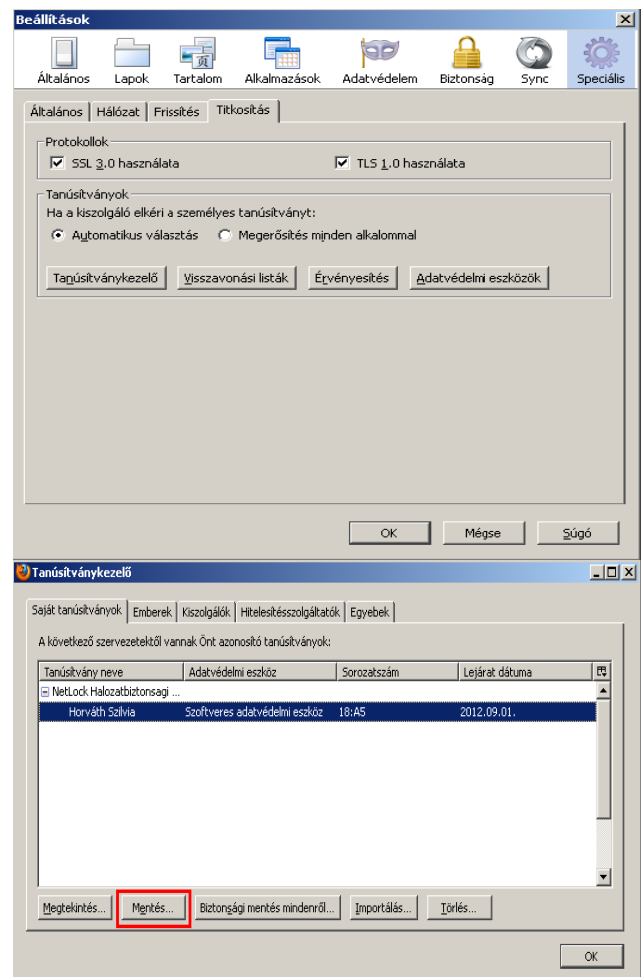 Beállítások
Általános Lapok Tartalom Alkalmazások Adatvédelem Biztonság Sync Speciális
Általános Hálózat Frissítés Titkosítás
Protokollok
SSL 3.0 használata TLS 1.0 használata
Tanúsítványok
Ha a kiszolgáló elkéri a személyes tanúsítványt:
Automatikus választás Megerősítés minden alkalommal
Tanúsítványkezelő Visszavonási listák Érvényesítés Adatvédelmi eszközök
OK Mégse Súgó
Tanúsítványkezelő
Saját tanúsítványok Emberek Kiszolgálók Hitelesítésszolgáltatók Egyebek
A következő szervezetektől vannak Önt azonosító tanúsítványok:
Tanúsítvány neve Adatvédelmi eszköz Sorozatszám Lejárat dátuma
NetLock Halozatbiztonsagi ...
Horváth Szilvia Szoftveres adatvédelmi eszköz 18:A5 2012.09.01.
Megtekintés... Mentés... Biztonsági mentés mindenről... Importálás... Törlés...
OK